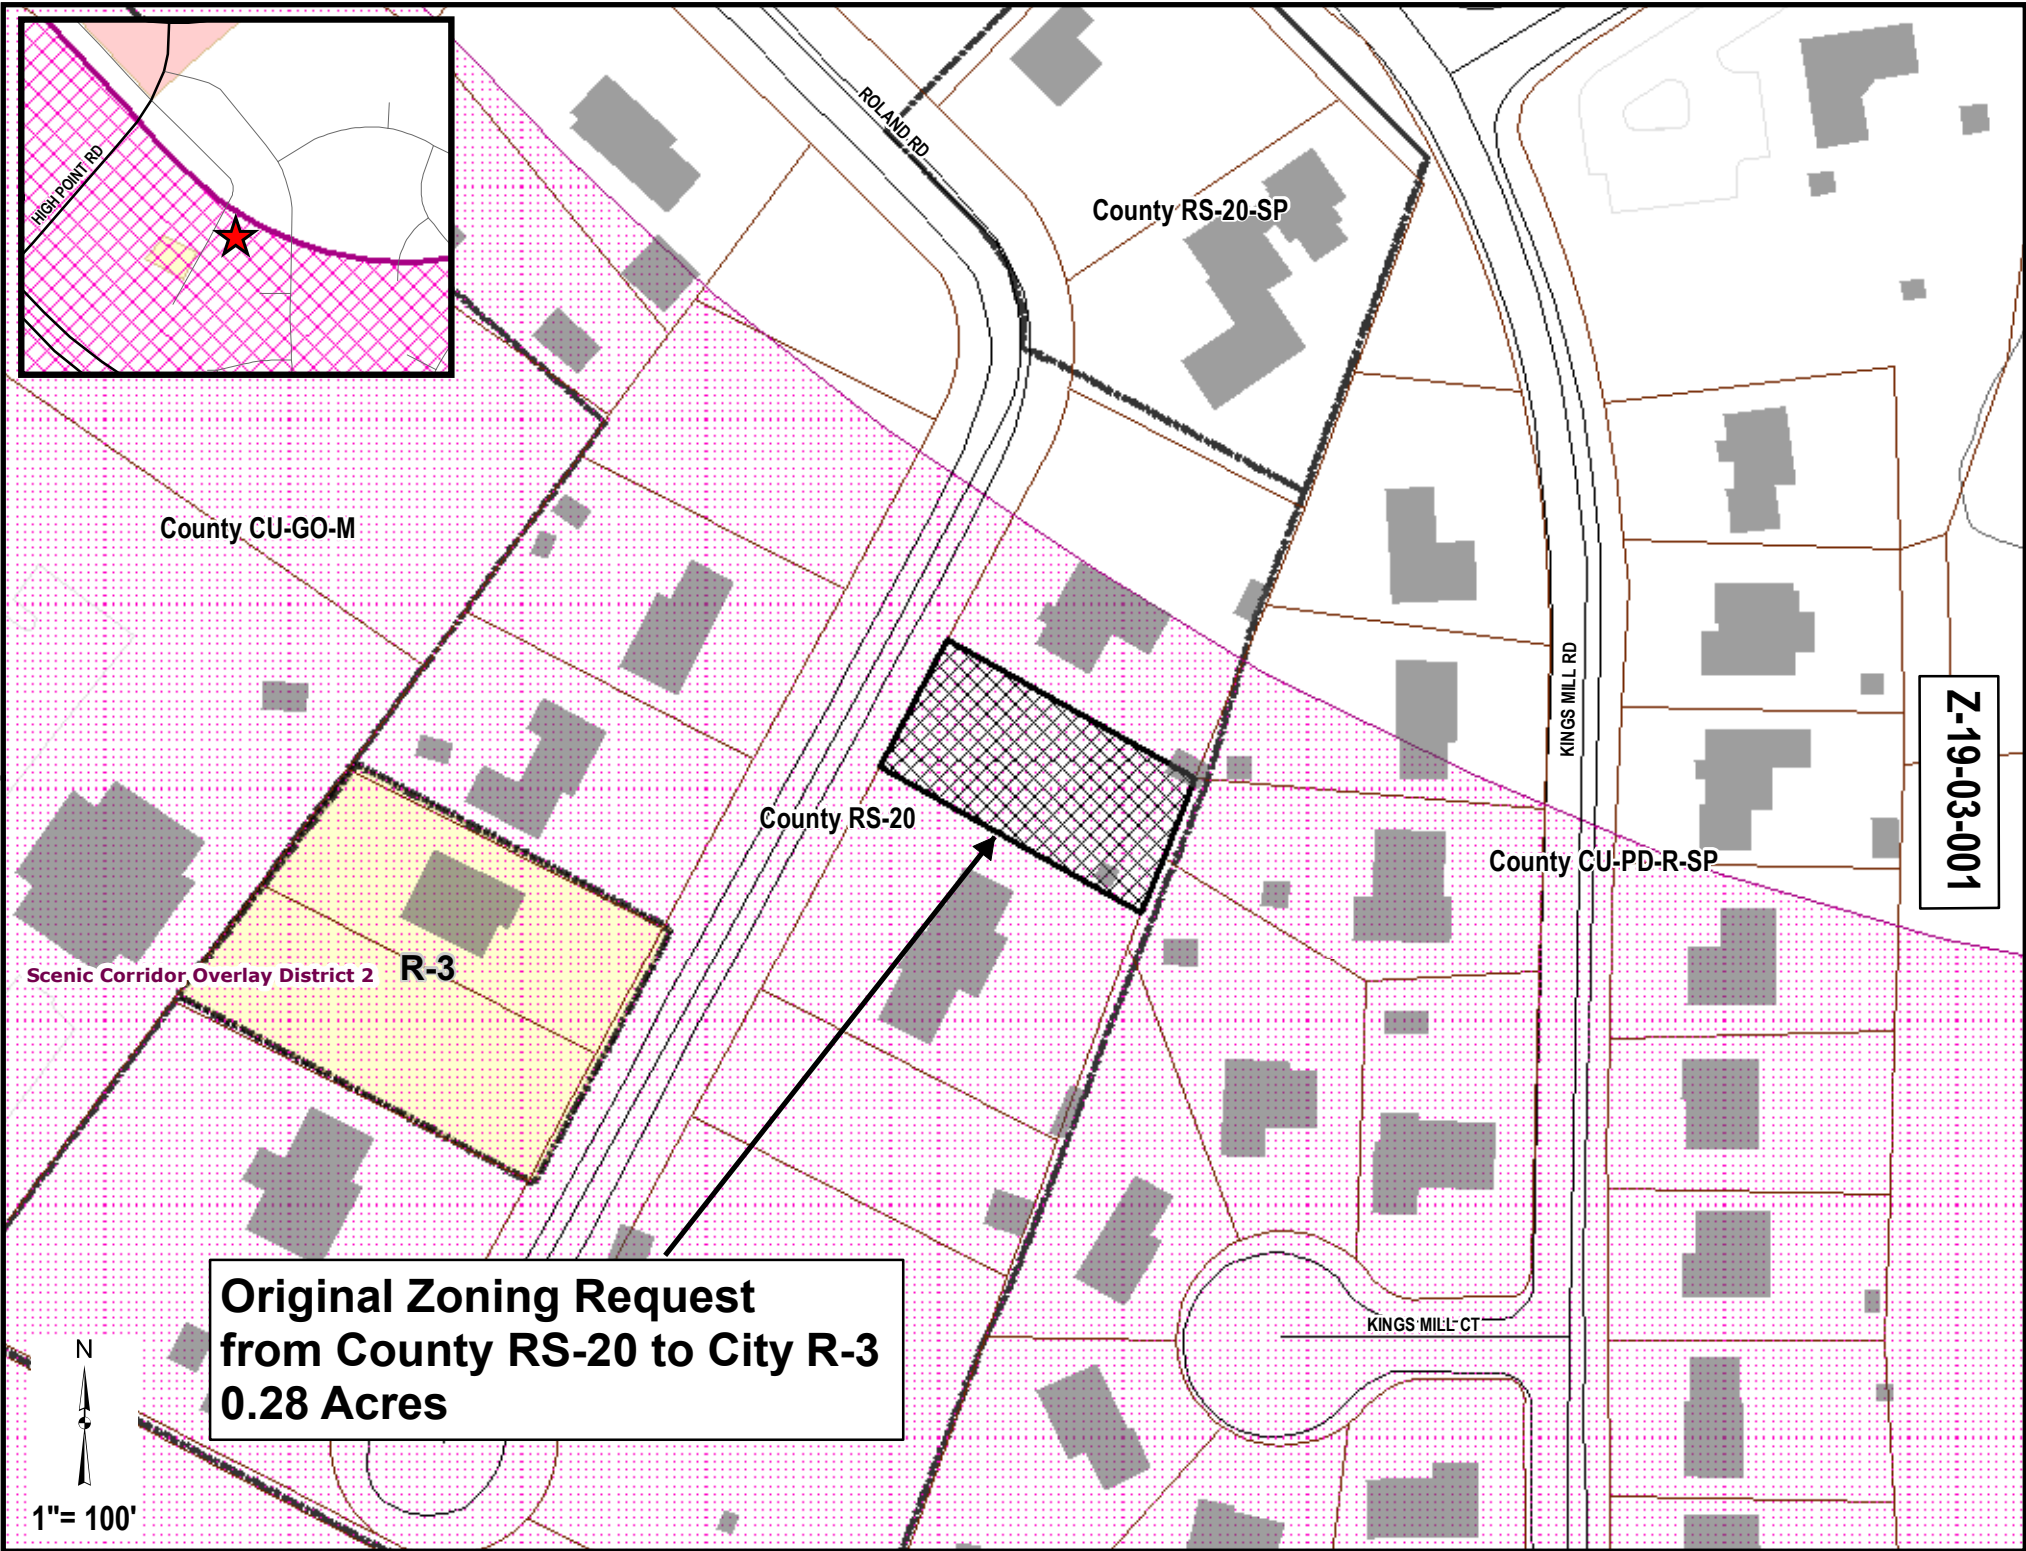 HIGH POINT RD
ROLAND RD
County RS-20-SP
County CU-GO-M
KINGS MILL RD
Z-19-03-001
County RS-20
County CU-PD-R-SP
R-3
Scenic Corridor Overlay District 2
Original Zoning Request
from County RS-20 to City R-3
0.28 Acres
KINGS MILL CT
N
1"= 100'